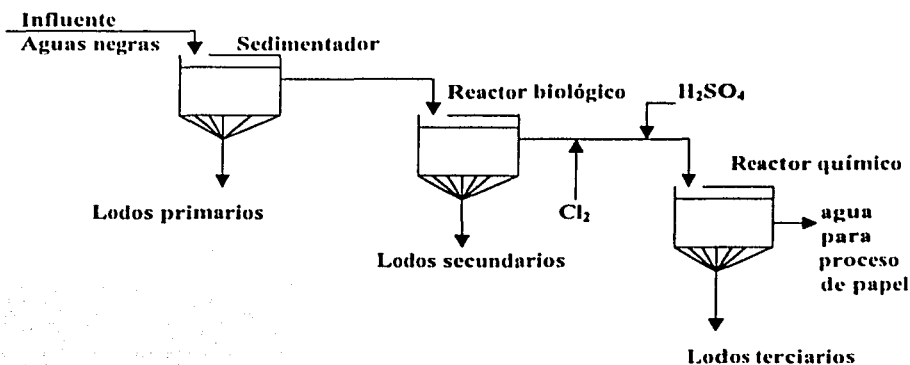 Influente
Aguas negras
Sedimentador
Reactor biológico
H₂SO₄
Reactor químico
Lodos primarios
Cl₂
agua
para
proceso
de papel
Lodos secundarios
Lodos terciarios